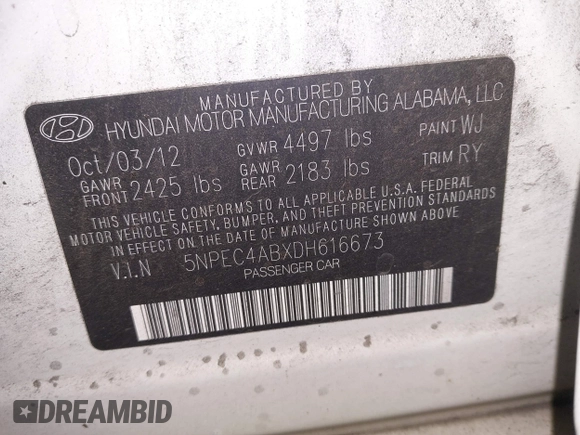 MANUFACTURED BY
HYUNDAI MOTOR MANUFACTURING ALABAMA, LLC
Oct/03/12 GVWR 4497 lbs PAINT WJ
GAWR FRONT 2425 lbs GAWR REAR 2183 lbs TRIM RY
THIS VEHICLE CONFORMS TO ALL APPLICABLE U.S.A. FEDERAL
MOTOR VEHICLE SAFETY, BUMPER, AND THEFT PREVENTION STANDARDS
IN EFFECT ON THE DATE OF MANUFACTURE SHOWN ABOVE
V.I.N 5NPEC4ABXDH616673
PASSENGER CAR
DREAMBID